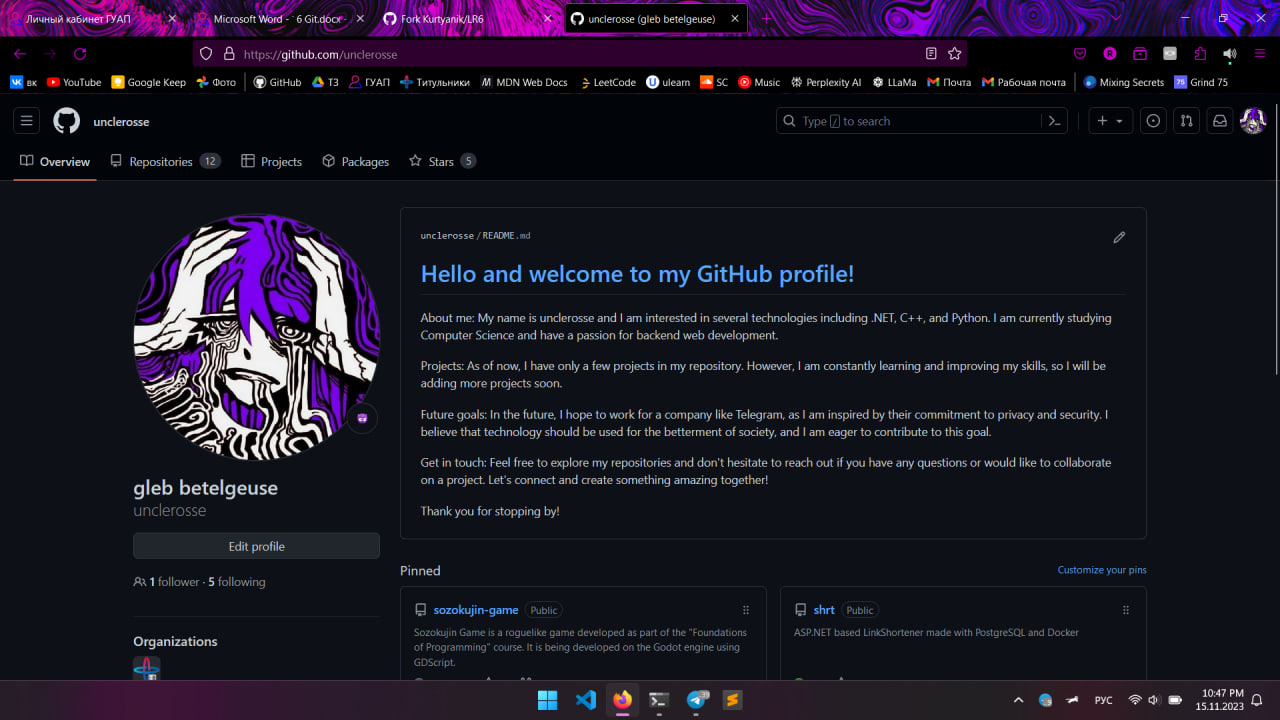 Личный кабинет ГУАП
Microsoft Word - `6 Git.docx -
Fork Kurtyanik/LR6
unclerosse (gleb betelgeuse)
https://github.com/unclerosse
вк
YouTube
Google Keep
Фото
GitHub
ТЗ
ГУАП
Титульники
MDN Web Docs
LeetCode
ulearn
SC
Music
Perplexity AI
LLaMa
Почта
Рабочая почта
Mixing Secrets
75
Grind 75
unclerosse
Type / to search
Overview
Repositories 12
Projects
Packages
Stars 5
unclerosse / README.md
Hello and welcome to my GitHub profile!
About me: My name is unclerosse and I am interested in several technologies including .NET, C++, and Python. I am currently studying
Computer Science and have a passion for backend web development.
Projects: As of now, I have only a few projects in my repository. However, I am constantly learning and improving my skills, so I will be
adding more projects soon.
Future goals: In the future, I hope to work for a company like Telegram, as I am inspired by their commitment to privacy and security. I
believe that technology should be used for the betterment of society, and I am eager to contribute to this goal.
Get in touch: Feel free to explore my repositories and don't hesitate to reach out if you have any questions or would like to collaborate
on a project. Let's connect and create something amazing together!
Thank you for stopping by!
gleb betelgeuse
unclerosse
Edit profile
1 follower · 5 following
Organizations
Pinned
Customize your pins
sozokujin-game Public
Sozokujin Game is a roguelike game developed as part of the "Foundations
of Programming" course. It is being developed on the Godot engine using
GDScript.
shrt Public
ASP.NET based LinkShortener made with PostgreSQL and Docker
РУС
10:47 PM
15.11.2023